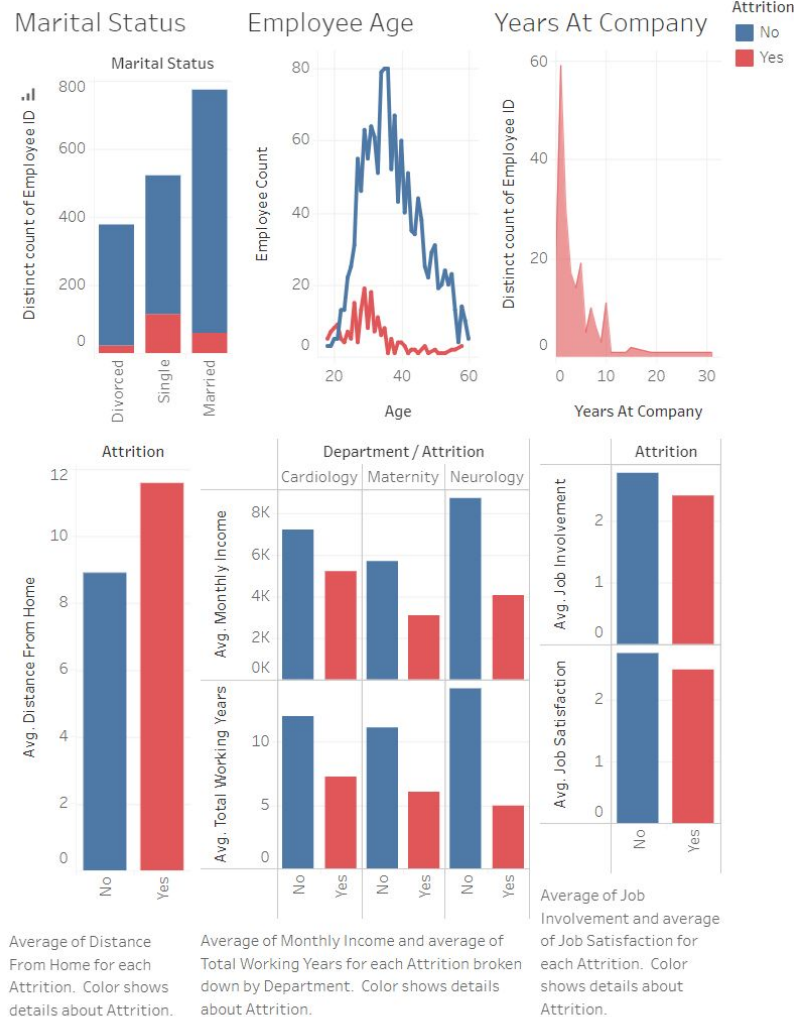 Marital Status
Employee Age
Years At Company
Attrition
No
Yes
Marital Status
Distinct count of Employee ID
800
600
400
200
0
Divorced
Single
Married
Employee Count
80
60
40
20
0
20
40
60
Age
Distinct count of Employee ID
60
40
20
0
0
10
20
30
Years At Company
Attrition
Avg. Distance From Home
12
10
8
6
4
2
0
No
Yes
Average of Distance
From Home for each
Attrition. Color shows
details about Attrition.
Department / Attrition
Cardiology
Maternity
Neurology
Avg. Monthly Income
8K
6K
4K
2K
0K
Avg. Total Working Years
10
5
0
No
Yes
No
Yes
No
Yes
Average of Monthly Income and average of
Total Working Years for each Attrition broken
down by Department. Color shows details
about Attrition.
Attrition
Avg. Job Involvement
2
1
0
Avg. Job Satisfaction
2
1
0
No
Yes
Average of Job
Involvement and average
of Job Satisfaction for
each Attrition. Color
shows details about
Attrition.